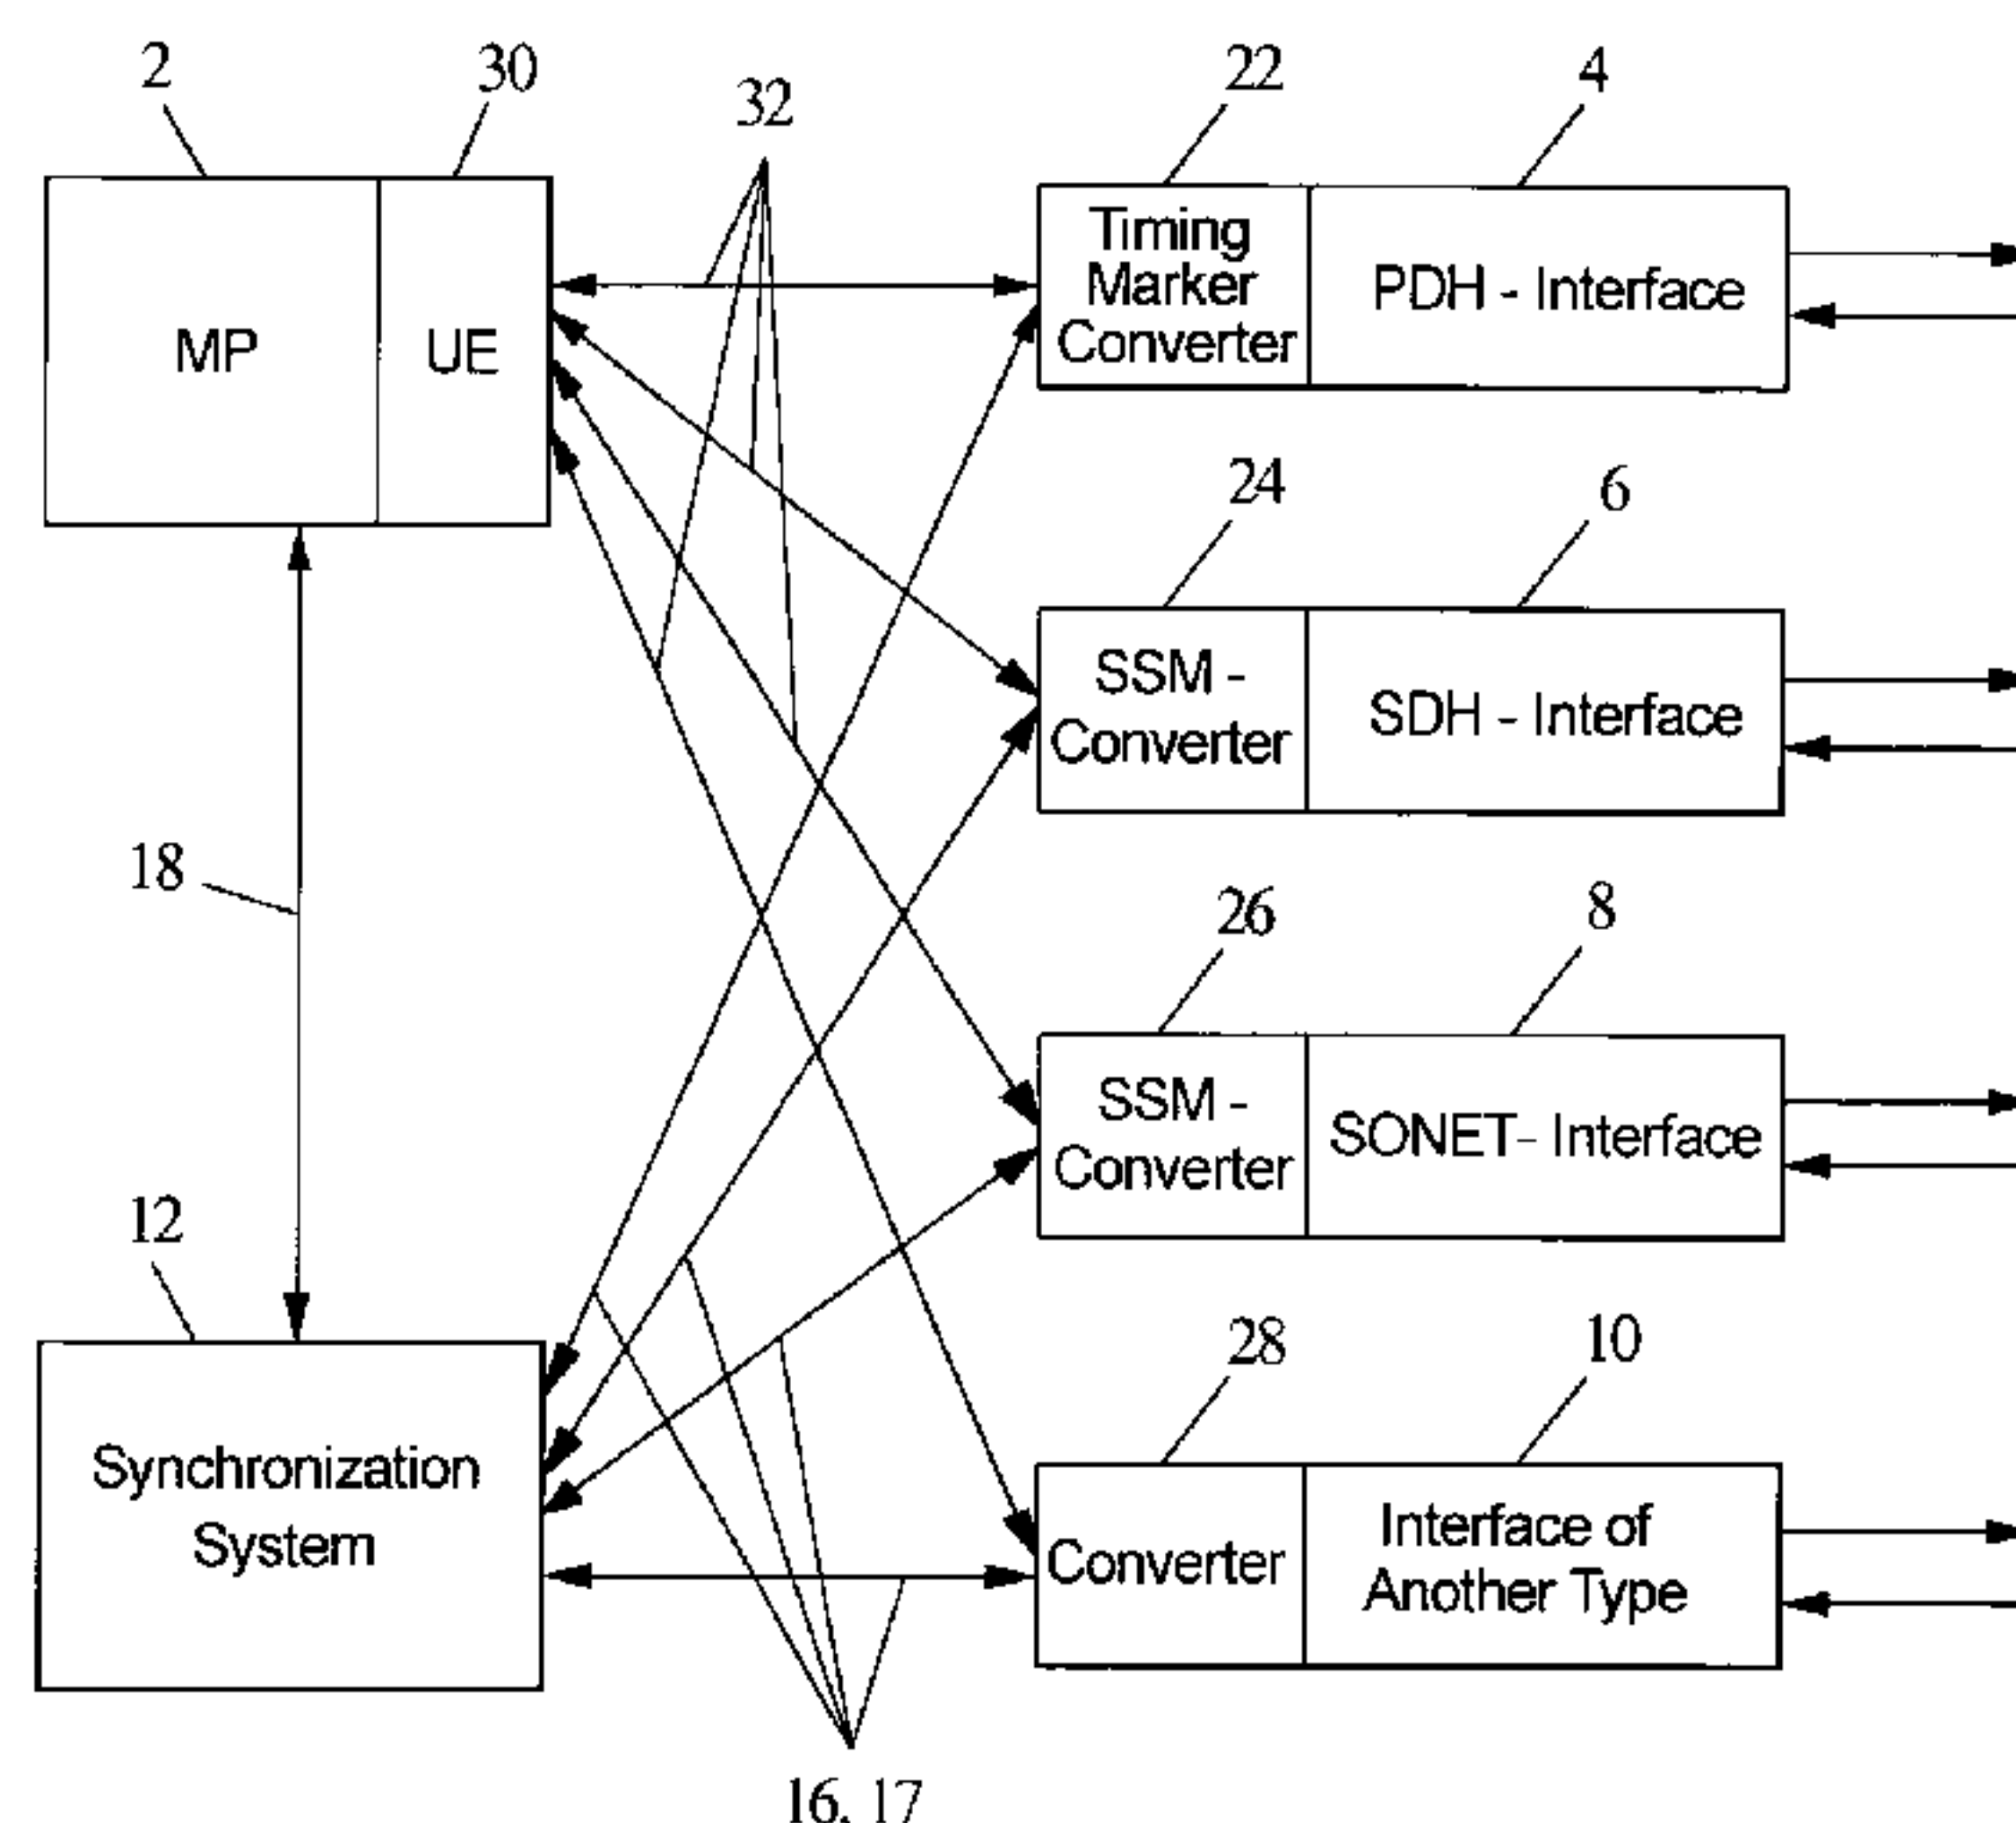 2
30
32
22
4
MP
UE
Timing
Marker
Converter
PDH - Interface
24
6
SSM -
Converter
SDH - Interface
18
26
8
SSM -
Converter
SONET- Interface
12
28
10
Synchronization
System
Converter
Interface of
Another Type
16, 17